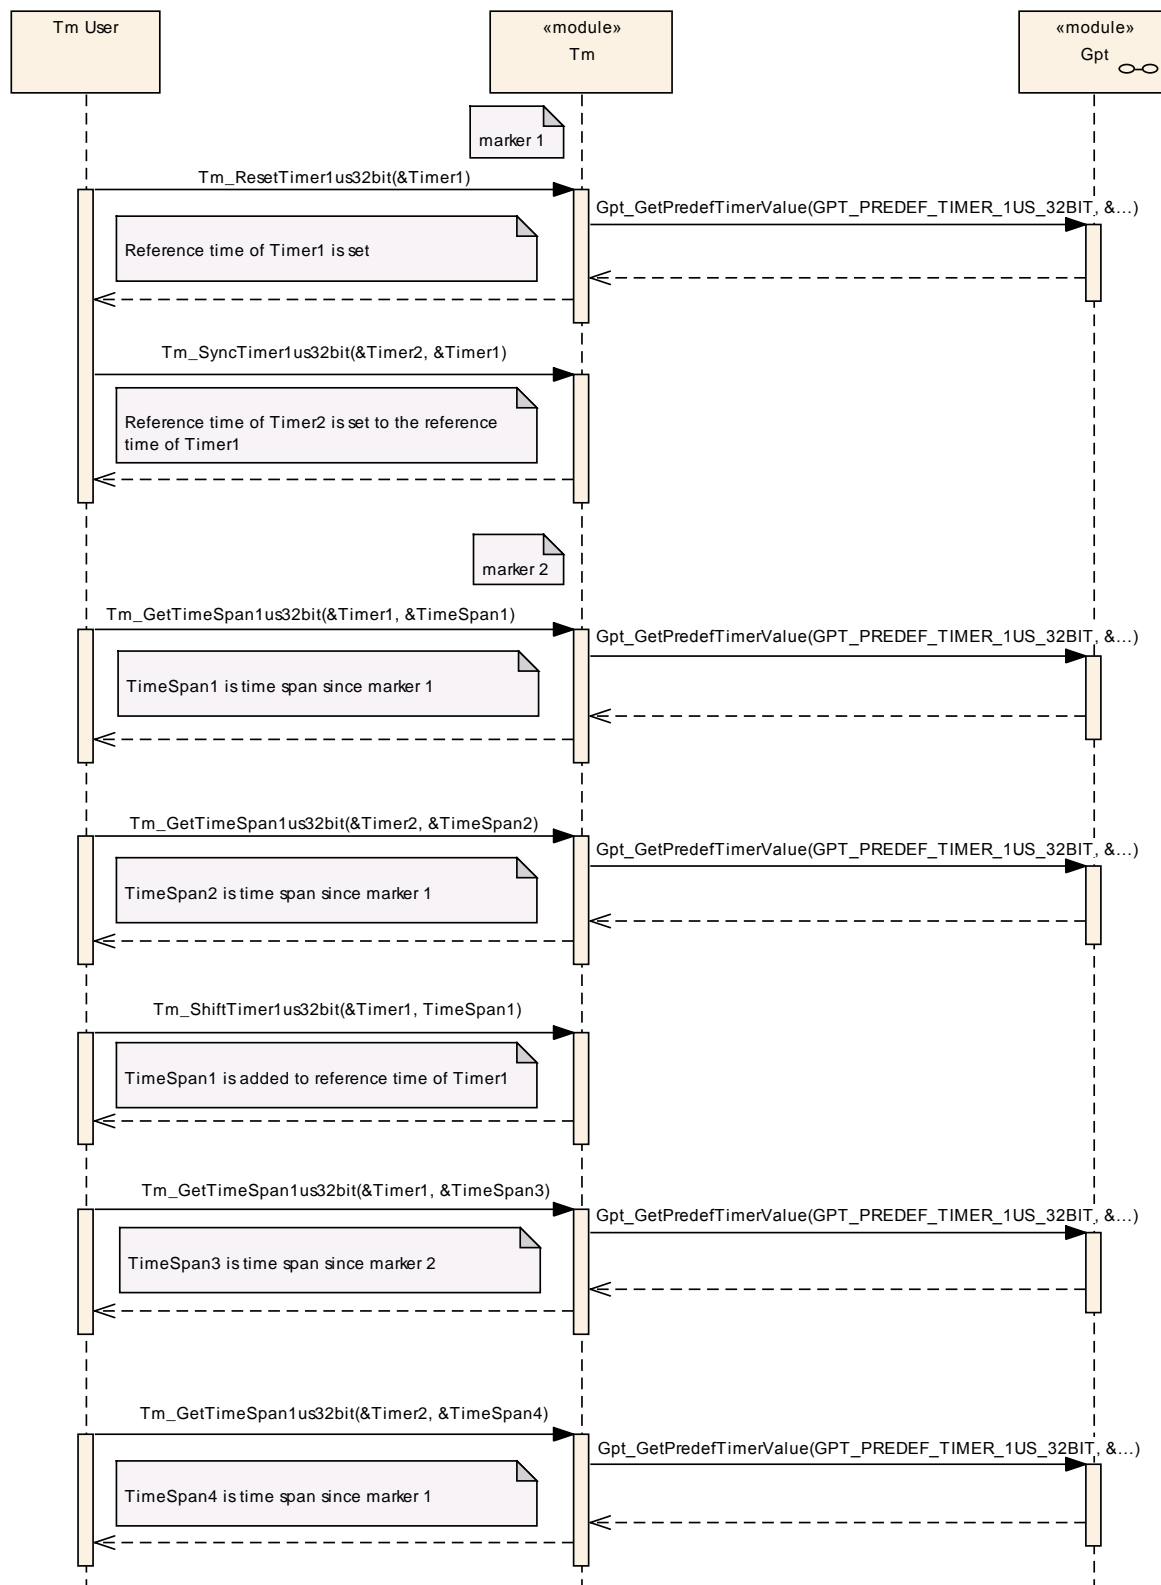 Tm User
«module»
Tm
«module»
Gpt
marker 1
Tm_ResetTimer1us32bit(&Timer1)
Gpt_GetPredefTimerValue(GPT_PREDEF_TIMER_1US_32BIT, &...)
Reference time of Timer1 is set
Tm_SyncTimer1us32bit(&Timer2, &Timer1)
Reference time of Timer2 is set to the reference
time of Timer1
marker 2
Tm_GetTimeSpan1us32bit(&Timer1, &TimeSpan1)
Gpt_GetPredefTimerValue(GPT_PREDEF_TIMER_1US_32BIT, &...)
TimeSpan1 is time span since marker 1
Tm_GetTimeSpan1us32bit(&Timer2, &TimeSpan2)
Gpt_GetPredefTimerValue(GPT_PREDEF_TIMER_1US_32BIT, &...)
TimeSpan2 is time span since marker 1
Tm_ShiftTimer1us32bit(&Timer1, TimeSpan1)
TimeSpan1 is added to reference time of Timer1
Tm_GetTimeSpan1us32bit(&Timer1, &TimeSpan3)
Gpt_GetPredefTimerValue(GPT_PREDEF_TIMER_1US_32BIT, &...)
TimeSpan3 is time span since marker 2
Tm_GetTimeSpan1us32bit(&Timer2, &TimeSpan4)
Gpt_GetPredefTimerValue(GPT_PREDEF_TIMER_1US_32BIT, &...)
TimeSpan4 is time span since marker 1